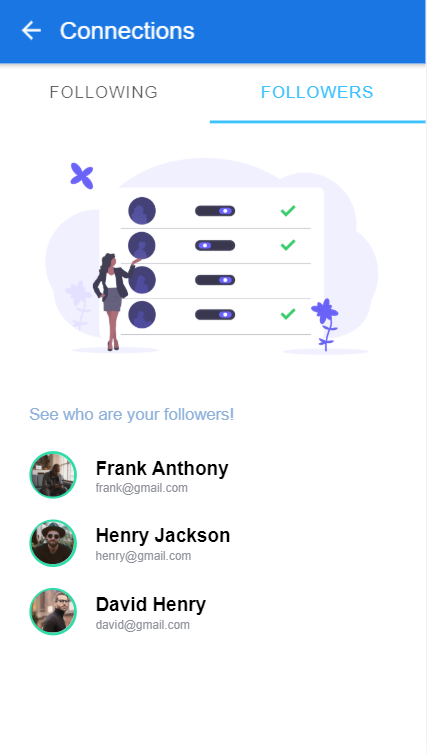 Connections
FOLLOWING
FOLLOWERS
See who are your followers!
Frank Anthony
frank@gmail.com
Henry Jackson
henry@gmail.com
David Henry
david@gmail.com